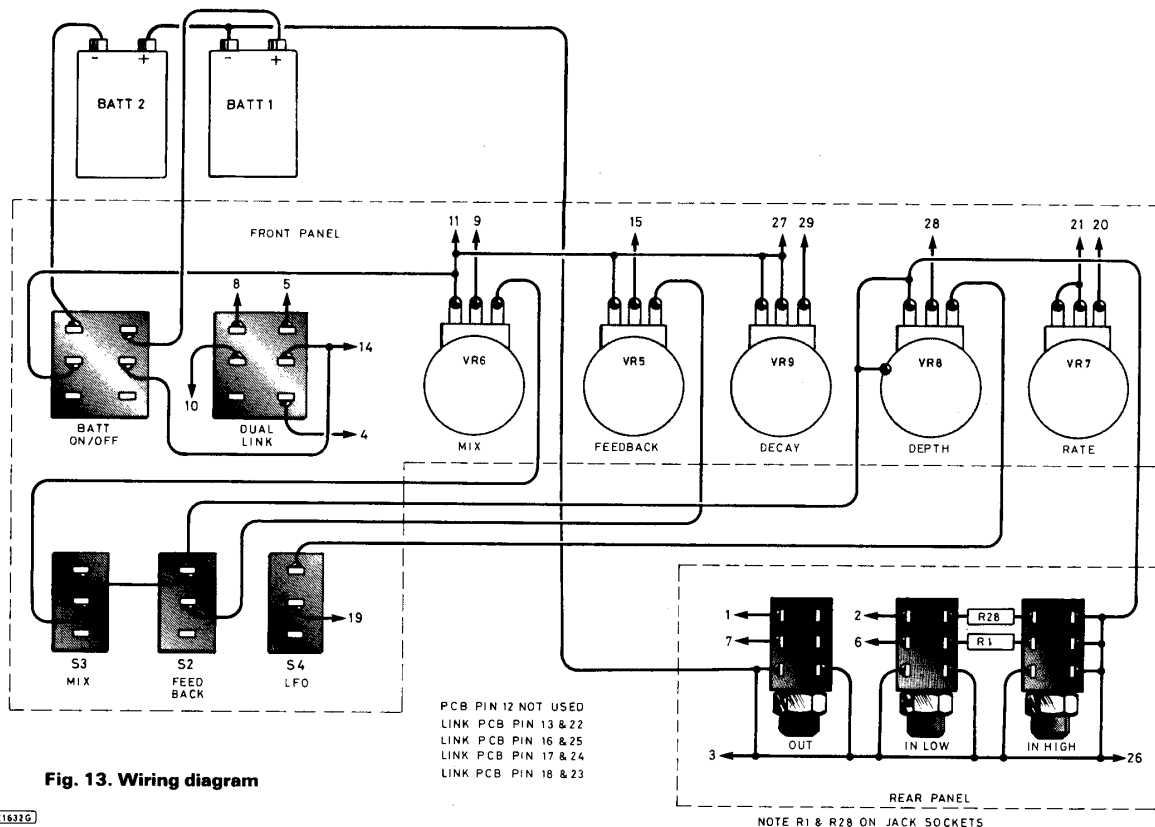 - +
- +
BATT 2
BATT 1
FRONT PANEL
11 9
15
27 29
28
21 20
8 5
14
10
4
BATT
ON/OFF
DUAL
LINK
VR6
MIX
VR5
FEEDBACK
VR9
DECAY
VR8
DEPTH
VR7
RATE
19
S3
MIX
S2
FEED
BACK
S4
LFO
1
7
2
6
R28
R1
OUT
IN LOW
IN HIGH
3
26
REAR PANEL
PCB PIN 12 NOT USED
LINK PCB PIN 13 & 22
LINK PCB PIN 16 & 25
LINK PCB PIN 17 & 24
LINK PCB PIN 18 & 23
Fig. 13. Wiring diagram
NOTE R1 & R28 ON JACK SOCKETS
1632G